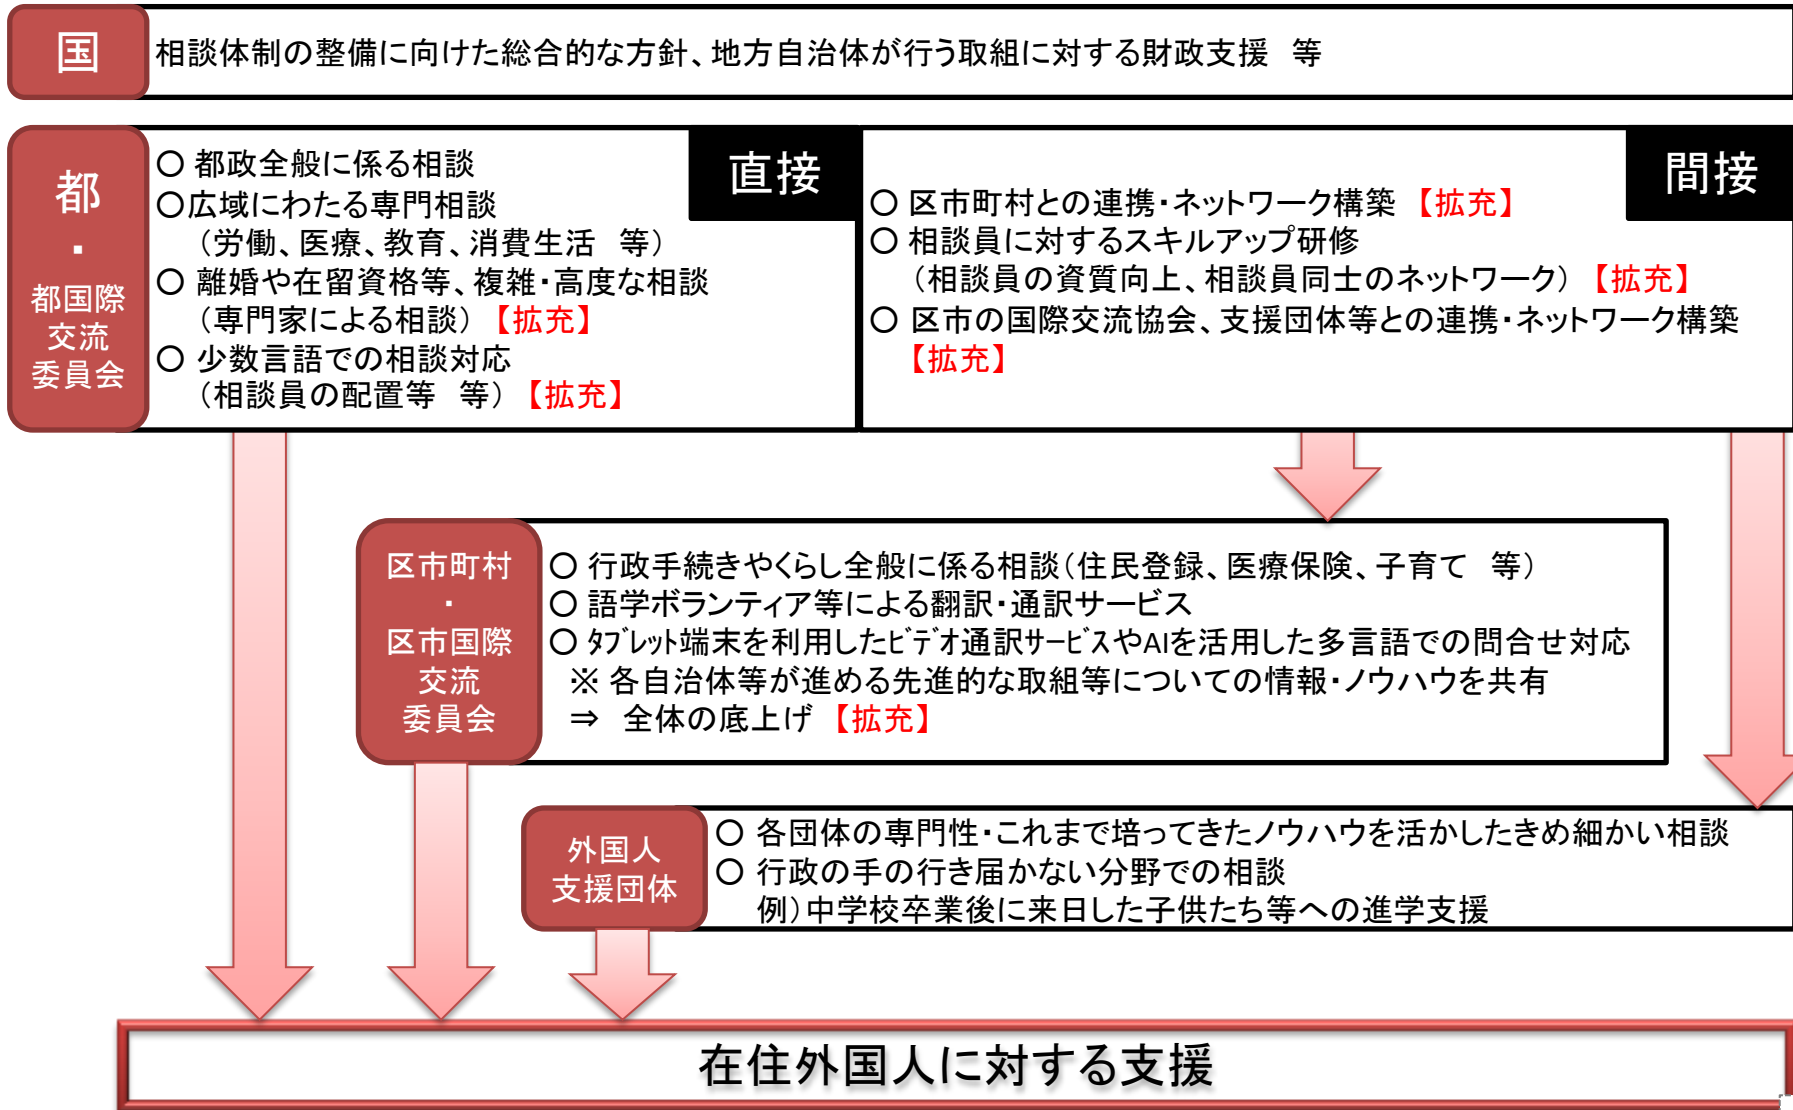 国
相談体制の整備に向けた総合的な方針、地方自治体が行う取組に対する財政支援　等
都
・
都国際
交流
委員会
直接
○ 都政全般に係る相談
○広域にわたる専門相談
（労働、医療、教育、消費生活　等）
○ 離婚や在留資格等、複雑・高度な相談
（専門家による相談）【拡充】
○ 少数言語での相談対応
（相談員の配置等　等）【拡充】
間接
○ 区市町村との連携・ネットワーク構築 【拡充】
○ 相談員に対するスキルアップ研修
（相談員の資質向上、相談員同士のネットワーク）【拡充】
○ 区市の国際交流協会、支援団体等との連携・ネットワーク構築
【拡充】
区市町村
・
区市国際
交流
委員会
○ 行政手続きやくらし全般に係る相談（住民登録、医療保険、子育て　等）
○ 語学ボランティア等による翻訳・通訳サービス
○ ﾀﾌﾞﾚｯﾄ端末を利用したﾋﾞﾃﾞｵ通訳ｻｰﾋﾞｽやAIを活用した多言語での問合せ対応
※ 各自治体等が進める先進的な取組等についての情報・ノウハウを共有
⇒　全体の底上げ 【拡充】
外国人
支援団体
○ 各団体の専門性・これまで培ってきたノウハウを活かしたきめ細かい相談
○ 行政の手の行き届かない分野での相談
例）中学校卒業後に来日した子供たち等への進学支援
在住外国人に対する支援